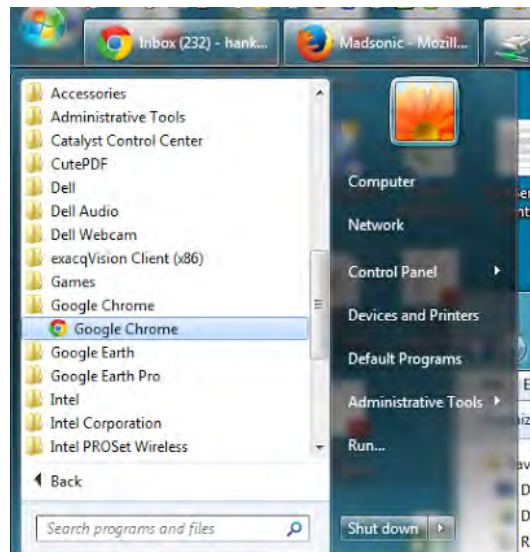 Inbox (232) - hank...
Madsonic - Mozill...
Accessories
Administrative Tools
Catalyst Control Center
CutePDF
Dell
Dell Audio
Dell Webcam
exacqVision Client (x86)
Games
Google Chrome
Google Chrome
Google Earth
Google Earth Pro
Intel
Intel Corporation
Intel PROSet Wireless
Back
Search programs and files
Computer
Network
Control Panel
Devices and Printers
Default Programs
Administrative Tools
Run...
Shut down